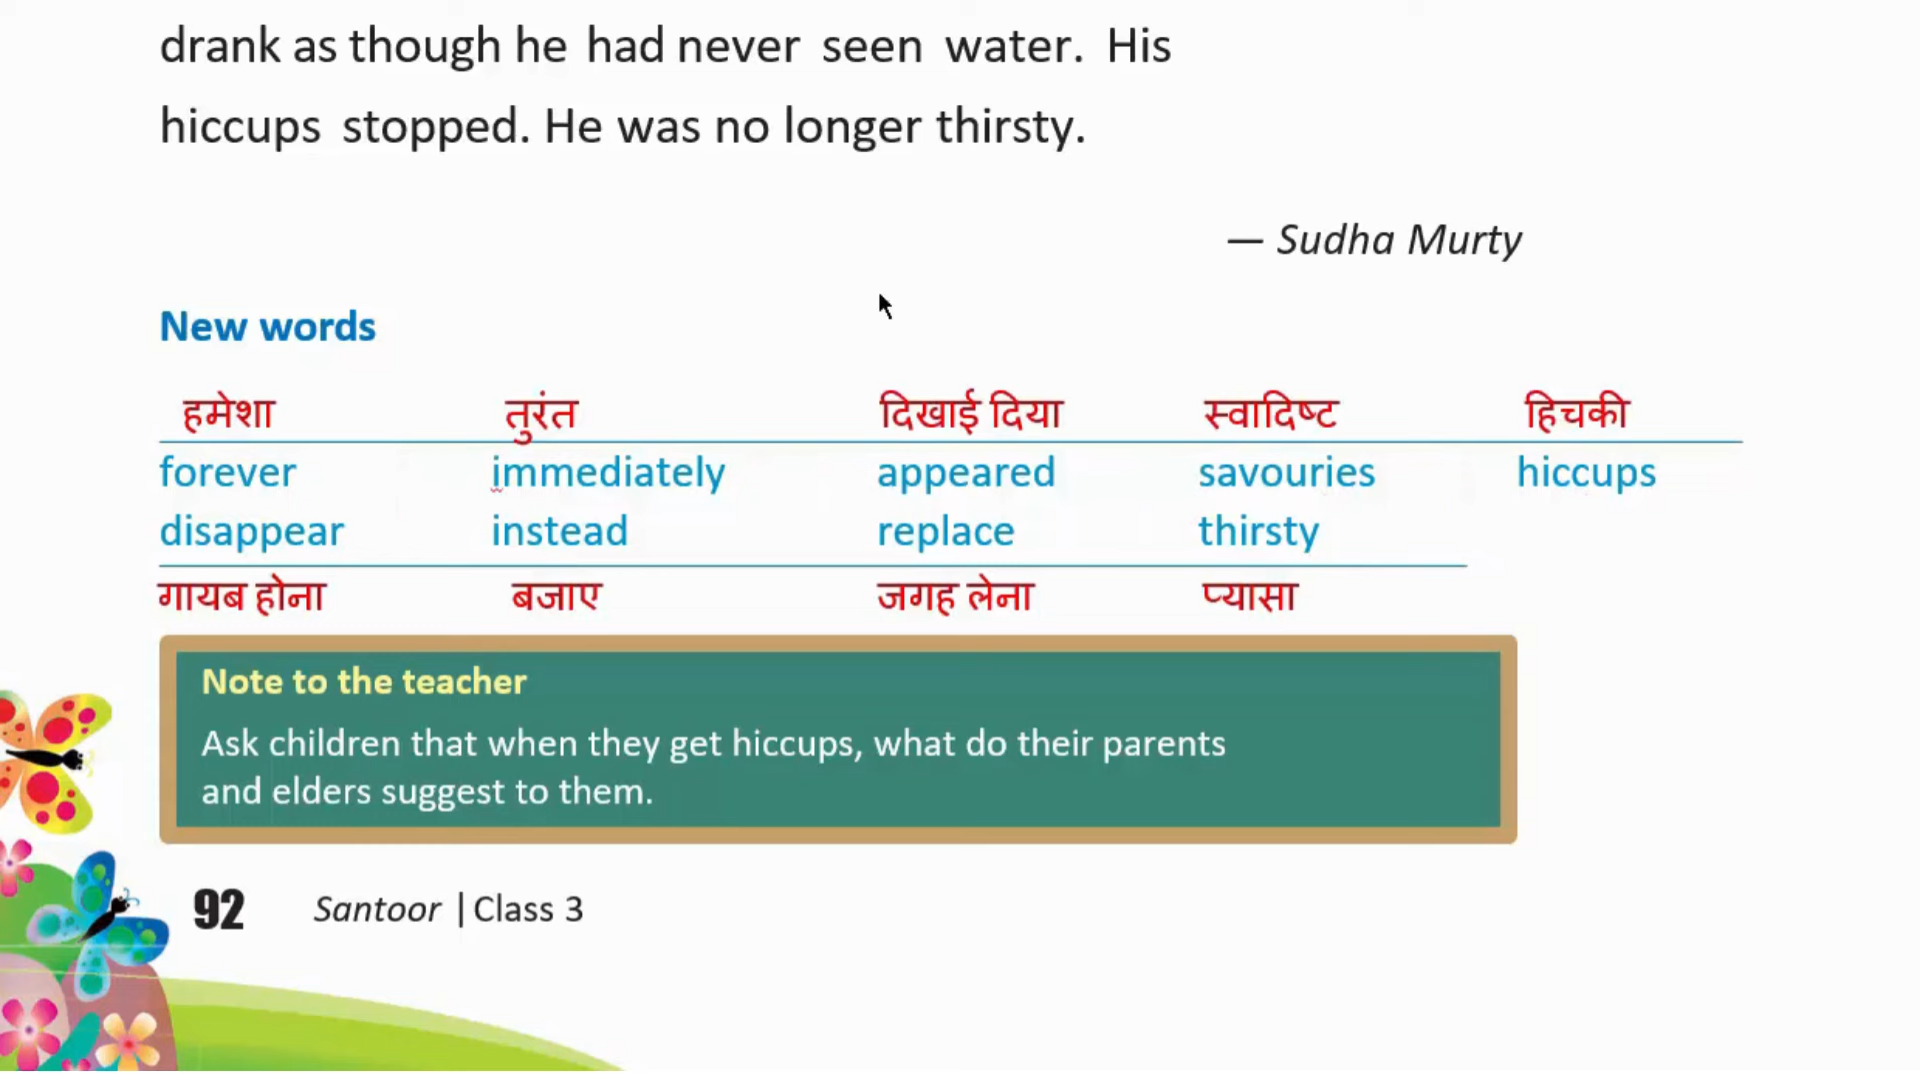 drank as though he had never seen water. His
hiccups stopped. He was no longer thirsty.
— Sudha Murty
New words
हमेशा तुरंत दिखाई दिया स्वादिष्ट हिचकी
forever immediately appeared savouries hiccups
disappear instead replace thirsty
गायब होना बजाए जगह लेना प्यासा
Note to the teacher
Ask children that when they get hiccups, what do their parents
and elders suggest to them.
92 Santoor | Class 3